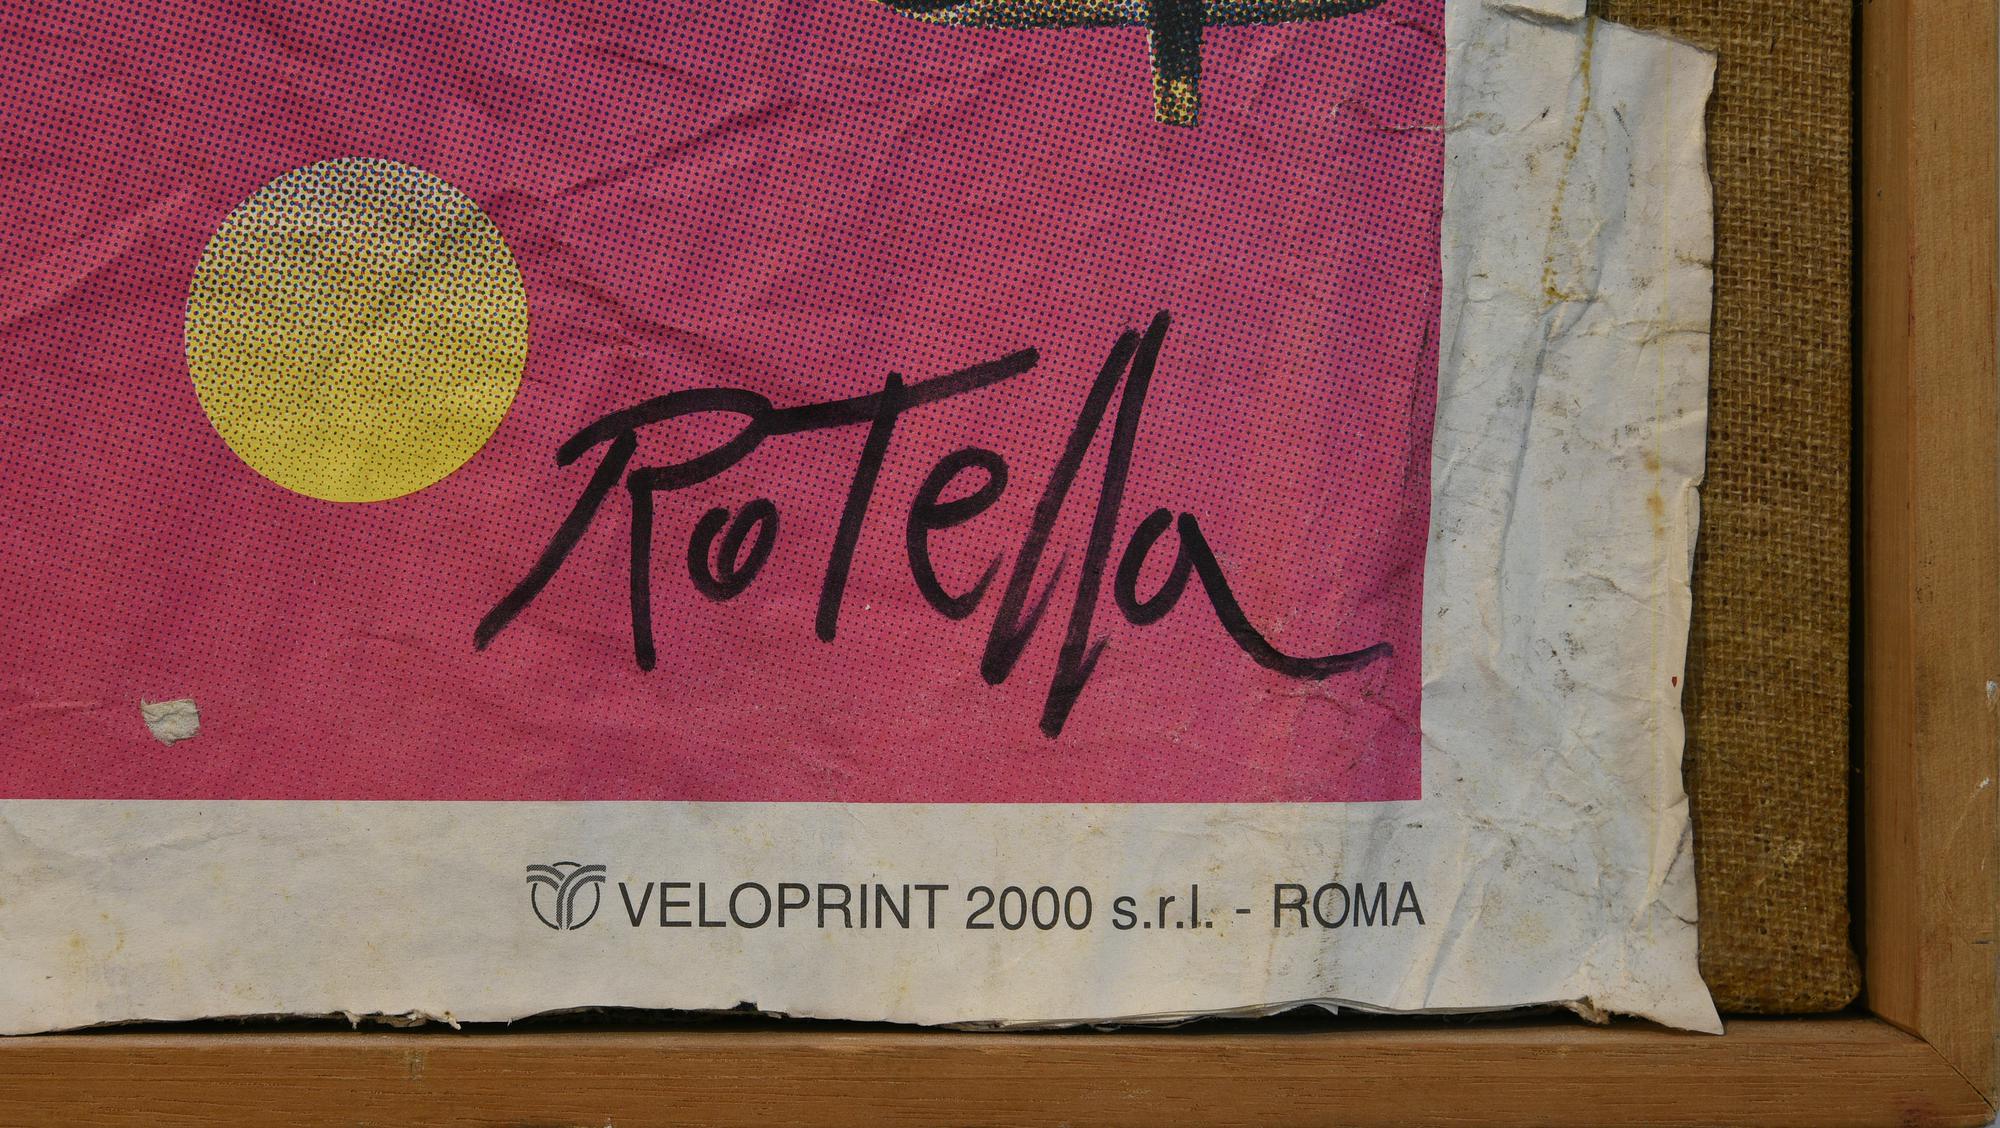 Rotella
VELOPRINT 2000 s.r.l. - ROMA